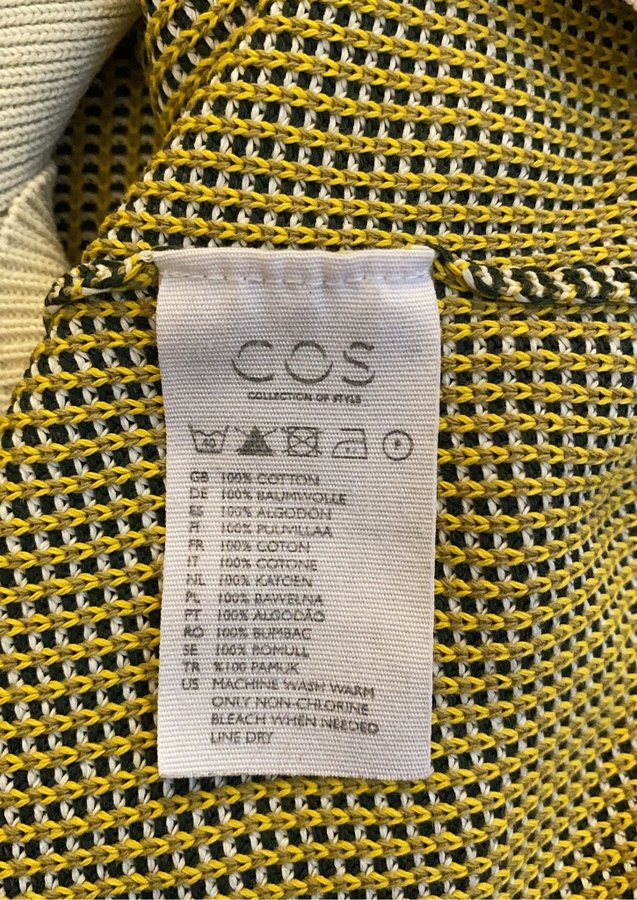 COS
COLLECTION OF STYLE
GB 100% COTTON
DE 100% BAUMWOLLE
ES 100% ALGODÓN
FI 100% PUUVILLAA
FR 100% COTON
IT 100% COTONE
NL 100% KATOEN
PL 100% BAWEŁNA
PT 100% ALGODÃO
RO 100% BUMBAC
SE 100% BOMULL
TR %100 PAMUK
US MACHINE WASH WARM
ONLY NON-CHLORINE
BLEACH WHEN NEEDED
LINE DRY